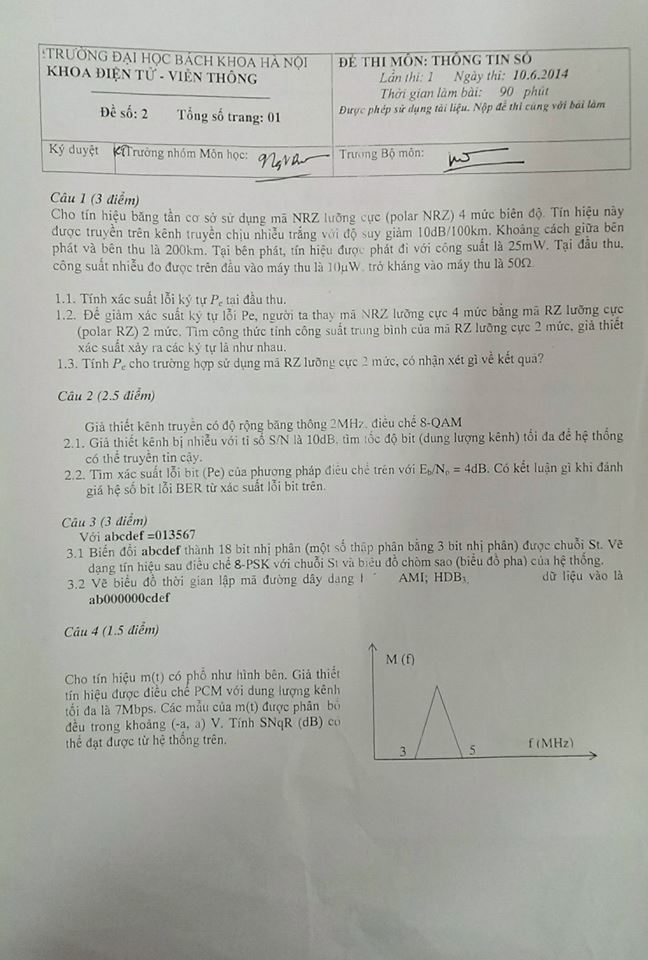 TRƯỜNG ĐẠI HỌC BÁCH KHOA HÀ NỘI
KHOA ĐIỆN TỬ - VIỄN THÔNG
Đề số: 2 Tổng số trang: 01
ĐỀ THI MÔN: THÔNG TIN SỐ
Lần thi: 1 Ngày thi: 10.6.2014
Thời gian làm bài: 90 phút
Được phép sử dụng tài liệu. Nộp đề thi cùng với bài làm
Ký duyệt Trưởng nhóm Môn học: Trưởng Bộ môn:
Câu 1 (3 điểm)
Cho tín hiệu băng tần cơ sở sử dụng mã NRZ lưỡng cực (polar NRZ) 4 mức biên độ. Tín hiệu này
được truyền trên kênh truyền chịu nhiễu trắng với độ suy giảm 10dB/100km. Khoảng cách giữa bên
phát và bên thu là 200km. Tại bên phát, tín hiệu được phát đi với công suất là 25mW. Tại đầu thu,
công suất nhiễu đo được trên đầu vào máy thu là 10µW, trở kháng vào máy thu là 50Ω.
1.1. Tính xác suất lỗi ký tự Pe tại đầu thu.
1.2. Để giảm xác suất ký tự lỗi Pe, người ta thay mã NRZ lưỡng cực 4 mức bằng mã RZ lưỡng cực
(polar RZ) 2 mức. Tìm công thức tính công suất trung bình của mã RZ lưỡng cực 2 mức, giả thiết
xác suất xảy ra các ký tự là như nhau.
1.3. Tính Pe cho trường hợp sử dụng mã RZ lưỡng cực 2 mức, có nhận xét gì về kết quả?
Câu 2 (2.5 điểm)
Giả thiết kênh truyền có độ rộng băng thông 2MHz, điều chế 8-QAM
2.1. Giả thiết kênh bị nhiễu với tỉ số S/N là 10dB, tìm tốc độ bit (dung lượng kênh) tối đa để hệ thống
có thể truyền tin cậy.
2.2. Tìm xác suất lỗi bit (Pe) của phương pháp điều chế trên với Eb/No = 4dB. Có kết luận gì khi đánh
giá hệ số bit lỗi BER từ xác suất lỗi bit trên.
Câu 3 (3 điểm)
Với abcdef =013567
3.1 Biến đổi abcdef thành 18 bit nhị phân (một số thập phân bằng 3 bit nhị phân) được chuỗi St. Vẽ
dạng tín hiệu sau điều chế 8-PSK với chuỗi St và biểu đồ chòm sao (biểu đồ pha) của hệ thống.
3.2 Vẽ biểu đồ thời gian lập mã đường dây dạng AMI; HDB3, dữ liệu vào là
ab000000cdef
Câu 4 (1.5 điểm)
Cho tín hiệu m(t) có phổ như hình bên. Giả thiết
tín hiệu được điều chế PCM với dung lượng kênh
tối đa là 7Mbps. Các mẫu của m(t) được phân bố
đều trong khoảng (-a, a) V. Tính SNqR (dB) có
thể đạt được từ hệ thống trên.
M (f)
3 5 f (MHz)